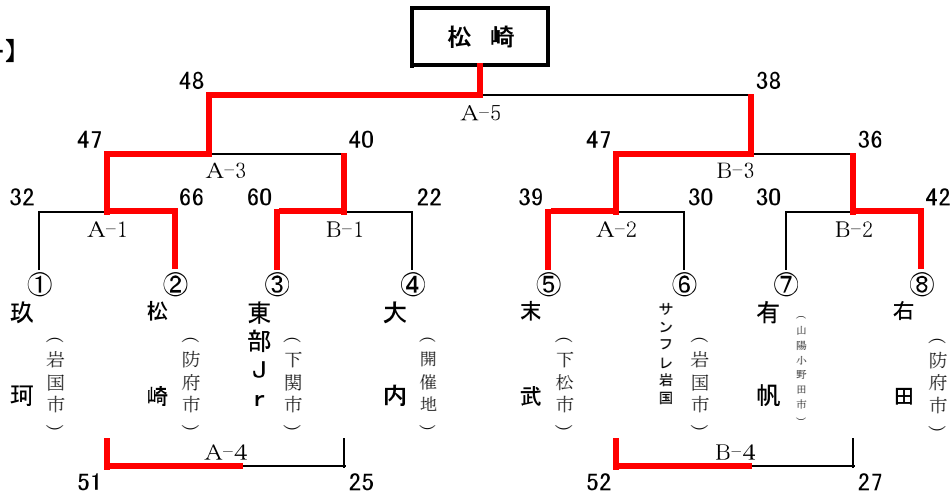 松 崎
】
48 38
A-5
47 40 47 36
A-3 B-3
32 66 60 22 39 30 30 42
A-1 B-1 A-2 B-2
① ② ③ ④ ⑤ ⑥ ⑦ ⑧
玖珂
（岩国市）
松崎
（防府市）
東部Jr
（下関市）
大内
（開催地）
末武
（下松市）
サンフレ岩国
（岩国市）
有帆
（山陽小野田市）
右田
（防府市）
A-4 B-4
51 25 52 27